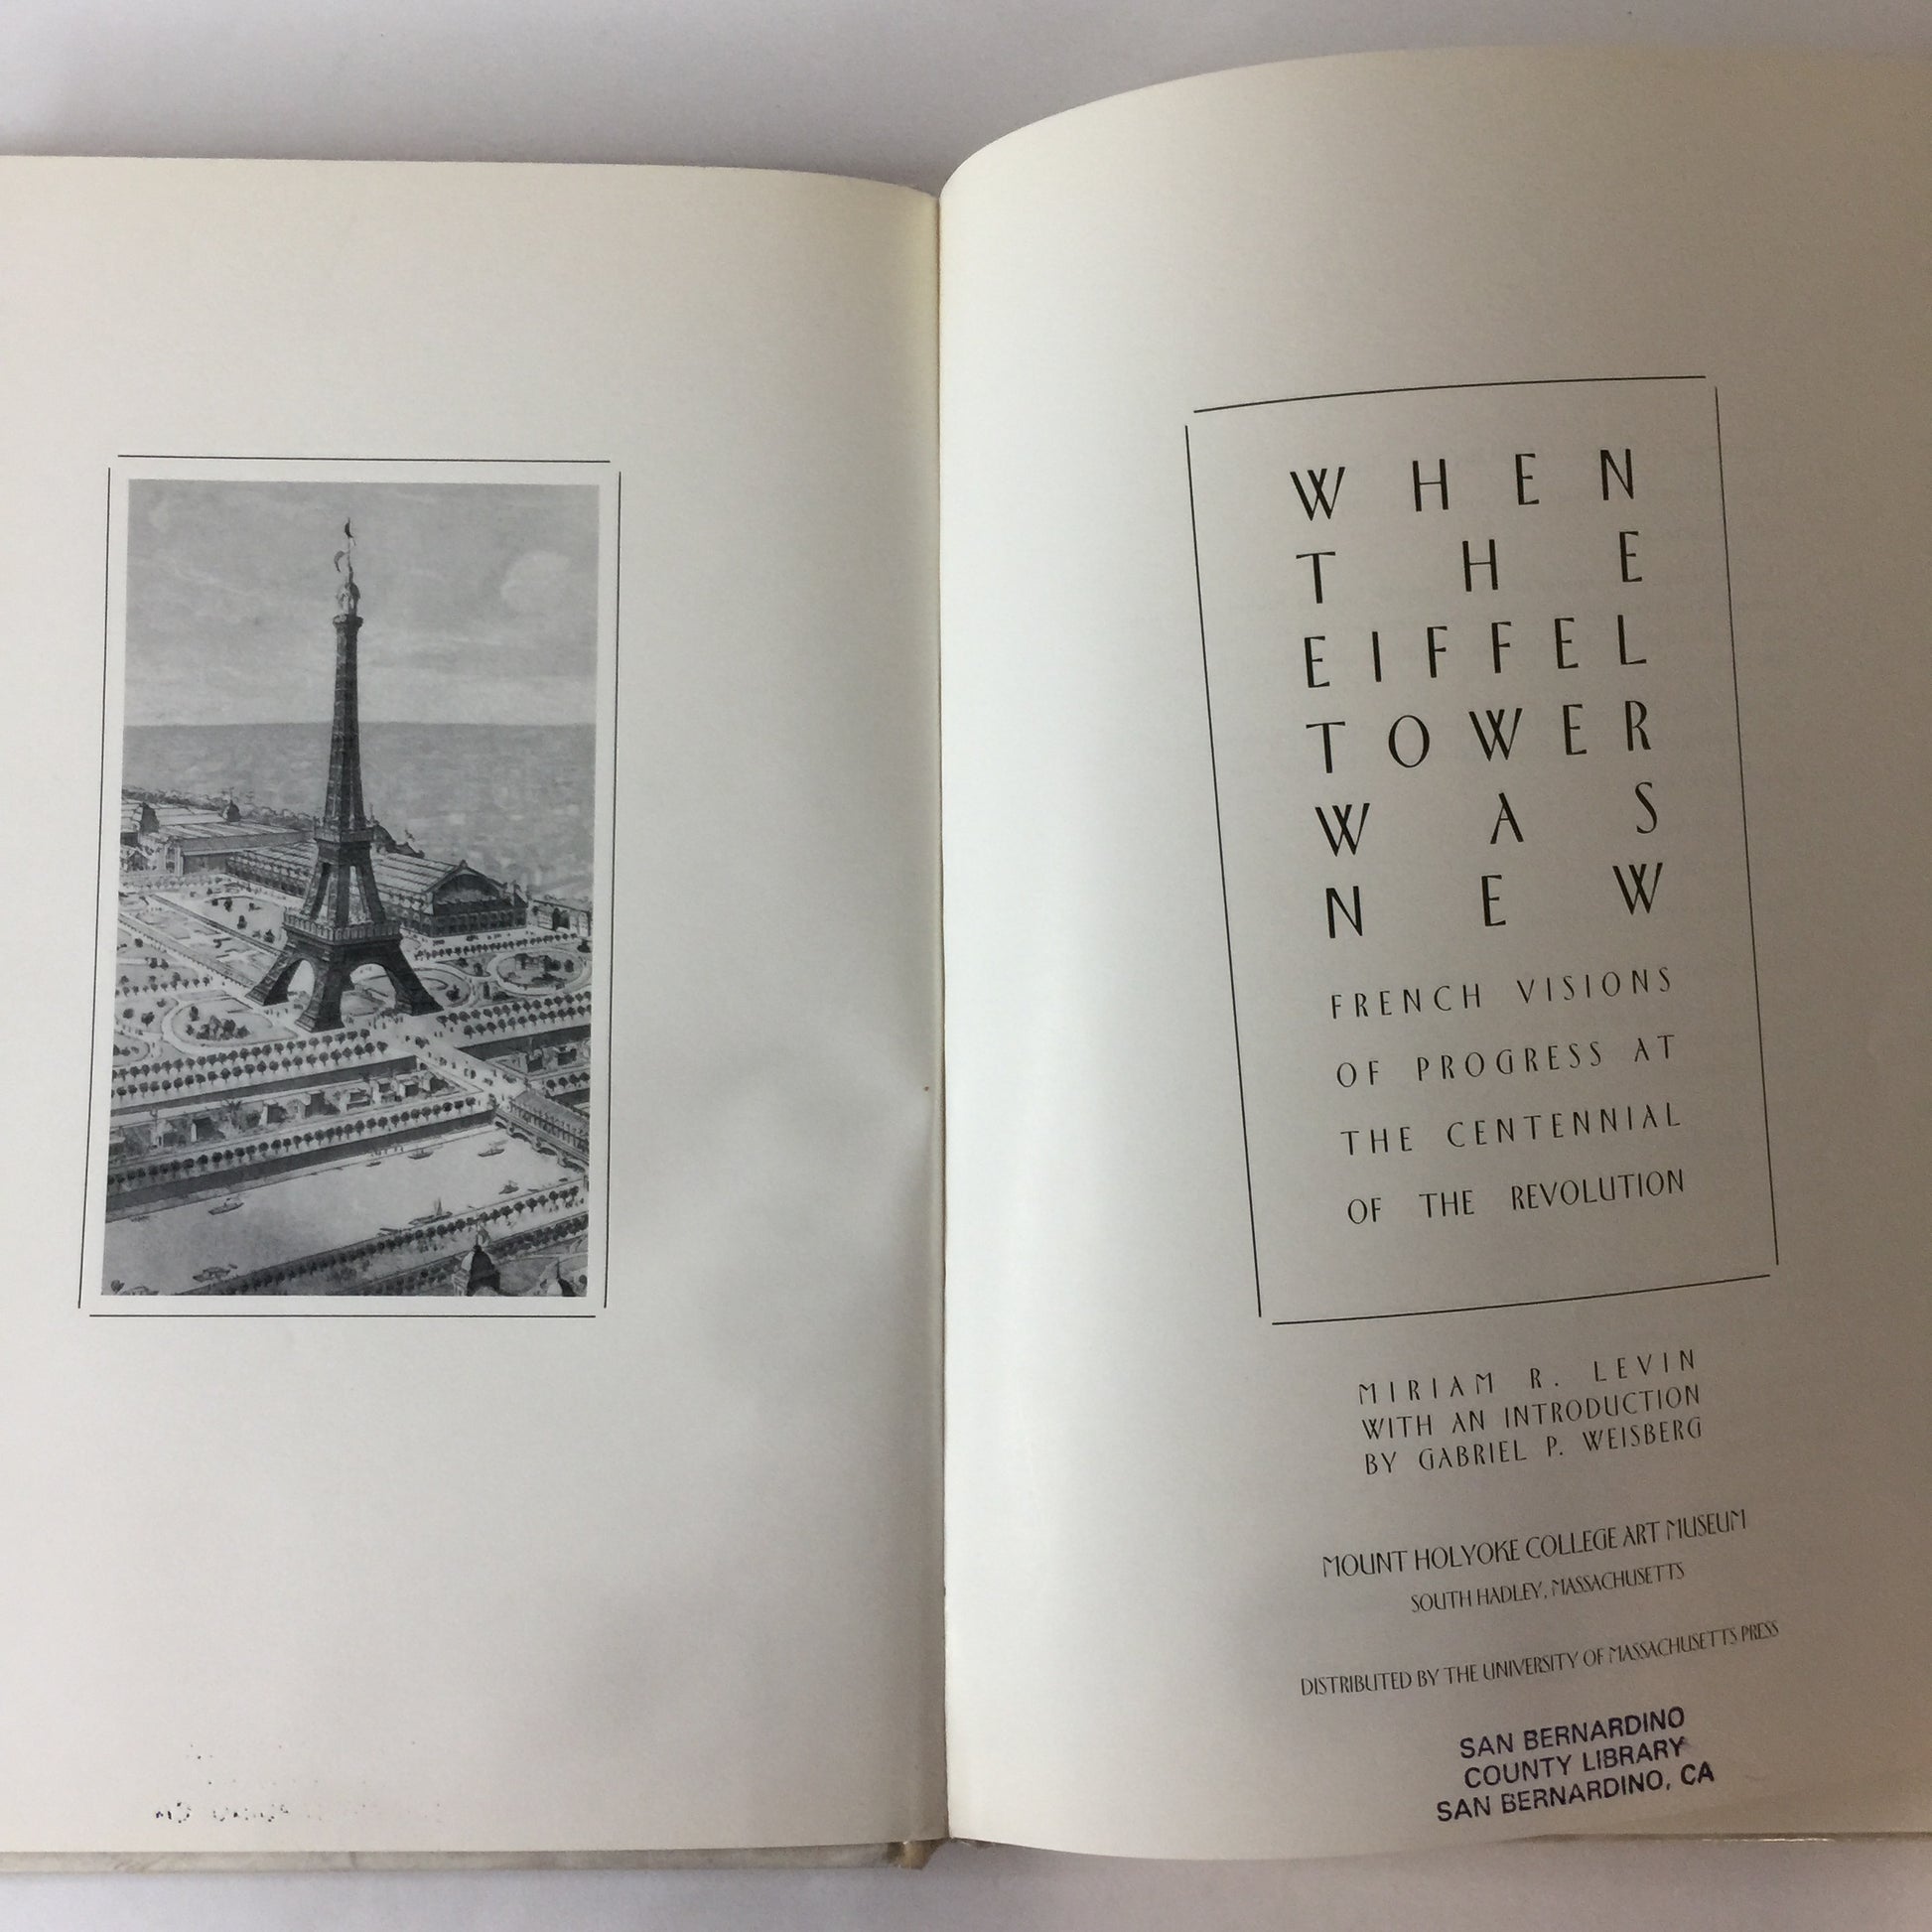 WHEN
THE
EIFFEL
TOWER
WAS
NEW
FRENCH VISIONS
OF PROGRESS AT
THE CENTENNIAL
OF THE REVOLUTION
MIRIAM R. LEVIN
WITH AN INTRODUCTION
BY GABRIEL P. WEISBERG
MOUNT HOLYOKE COLLEGE ART MUSEUM
SOUTH HADLEY, MASSACHUSETTS
DISTRIBUTED BY THE UNIVERSITY OF MASSACHUSETTS PRESS
SAN BERNARDINO
COUNTY LIBRARY
SAN BERNARDINO, CA